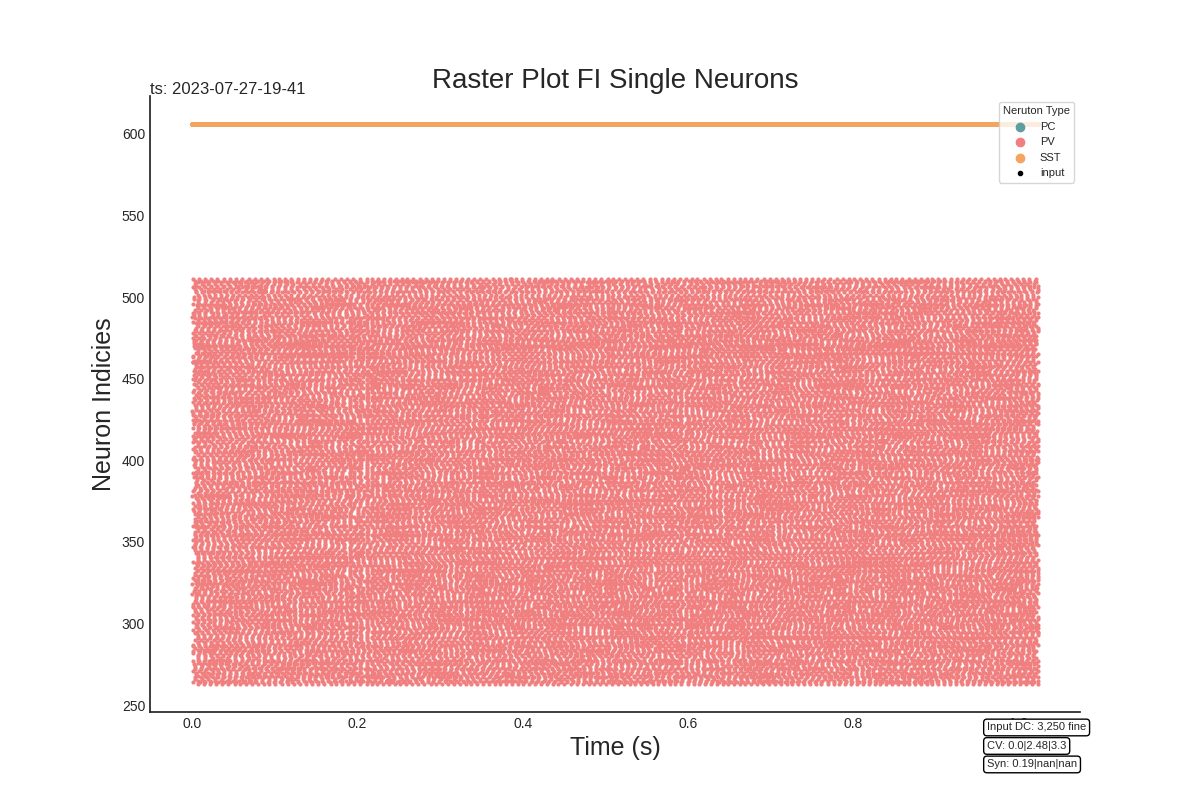 Raster Plot FI Single Neurons
ts: 2023-07-27-19-41
Neruton Type
PC
PV
SST
input
600
550
500
450
400
350
300
250
Neuron Indicies
0.0 0.2 0.4 0.6 0.8
Time (s)
Input DC: 3,250 fine
CV: 0.0|2.48|3.3
Syn: 0.19|nan|nan